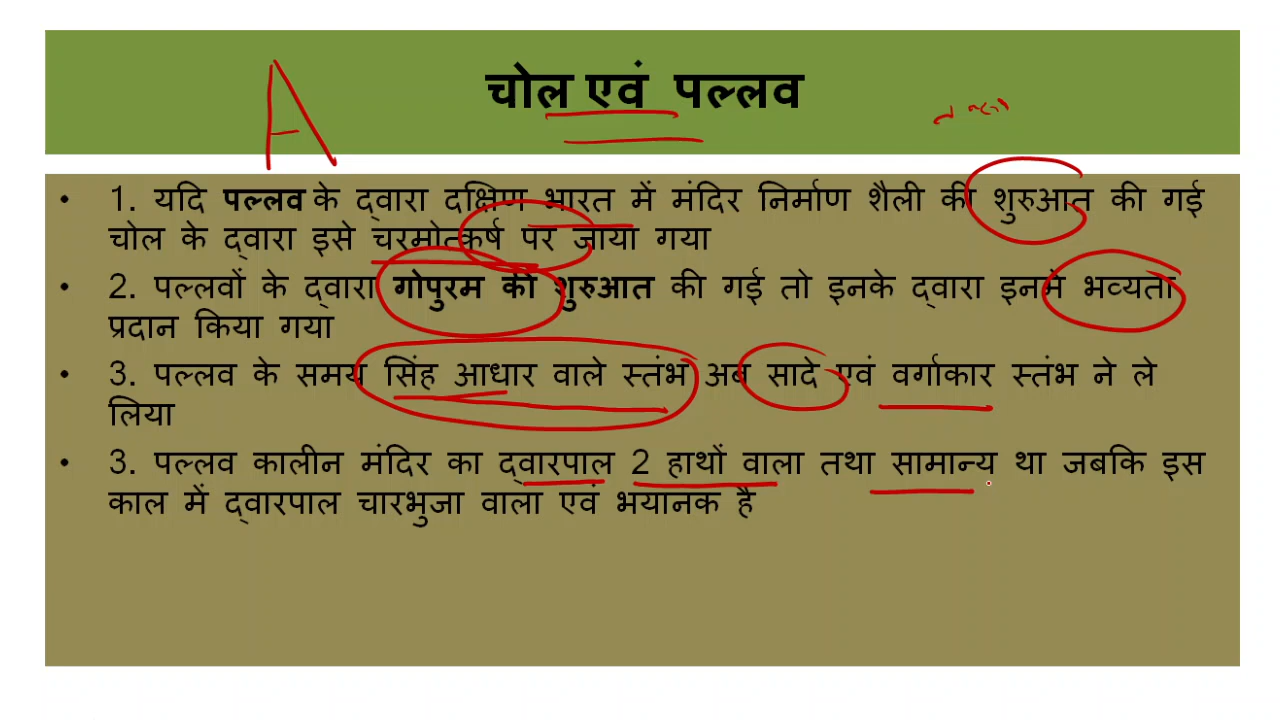 चोल एवं पल्लव
A
• 1. यदि पल्लव के द्वारा दक्षिण भारत में मंदिर निर्माण शैली की शुरुआत की गई
चोल के द्वारा इसे चरमोत्कर्ष पर जाया गया
• 2. पल्लवों के द्वारा गोपुरम की शुरुआत की गई तो इनके द्वारा इनमे भव्यता
प्रदान किया गया
• 3. पल्लव के समय सिंह आधार वाले स्तंभ अब सादे एवं वर्गाकार स्तंभ ने ले
लिया
• 3. पल्लव कालीन मंदिर का द्वारपाल 2 हाथों वाला तथा सामान्य था जबकि इस
काल में द्वारपाल चारभुजा वाला एवं भयानक है